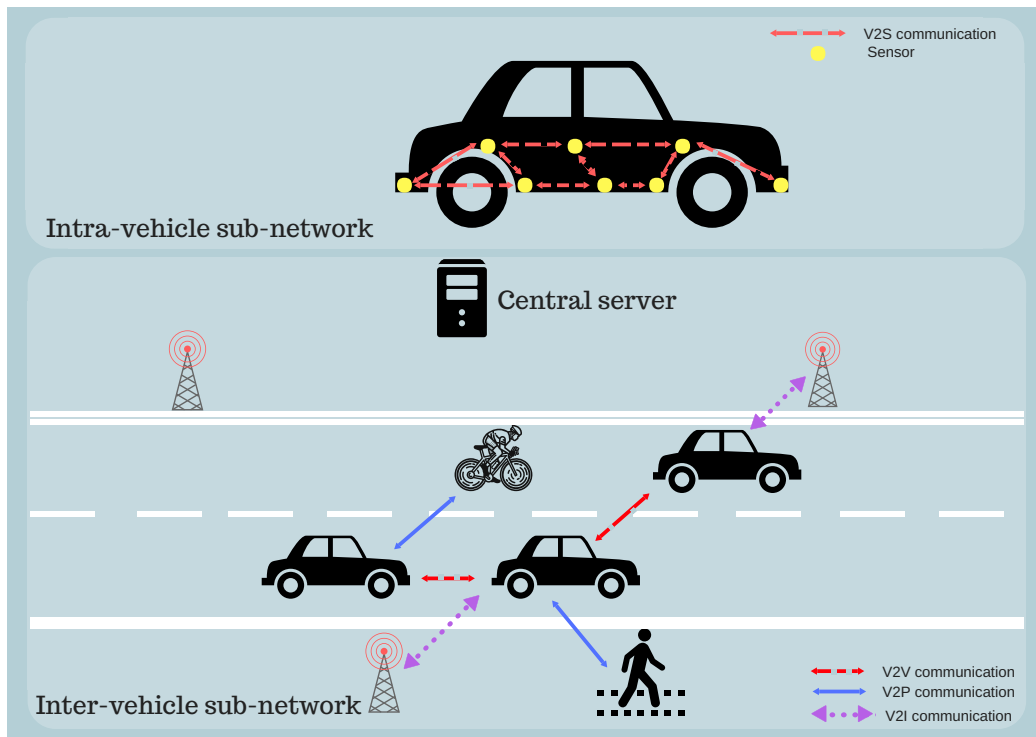 V2S communication
Sensor
Intra-vehicle sub-network
Central server
V2V communication
V2P communication
Inter-vehicle sub-network
V2I communication